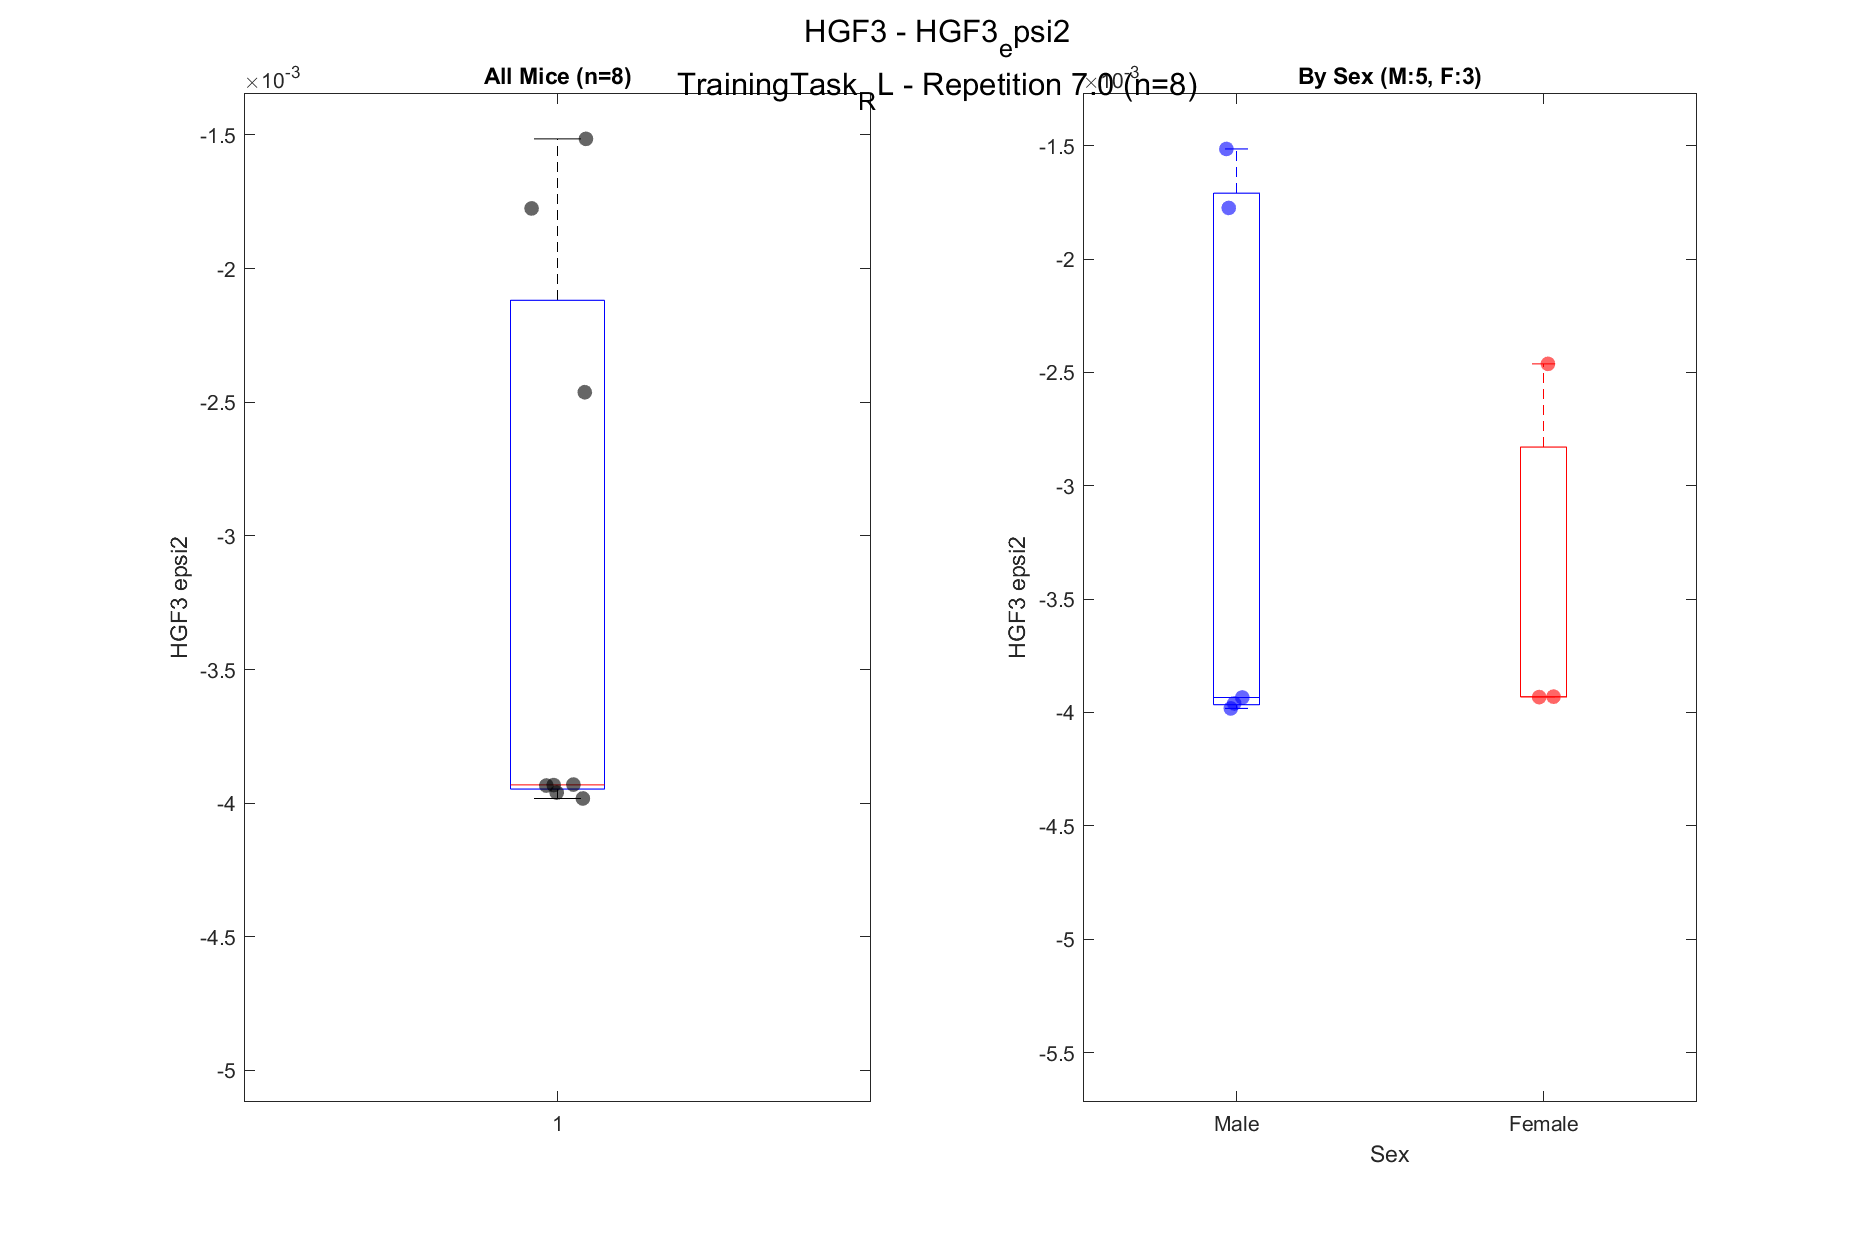 HGF3 - HGF3_epsi2
TrainingTask_RL - Repetition 7.0 (n=8)
×10-3
All Mice (n=8)
-1.5
-2
-2.5
-3
-3.5
-4
-4.5
-5
HGF3 epsi2
1
×10-3
By Sex (M:5, F:3)
-1.5
-2
-2.5
-3
-3.5
-4
-4.5
-5
-5.5
HGF3 epsi2
Male
Female
Sex